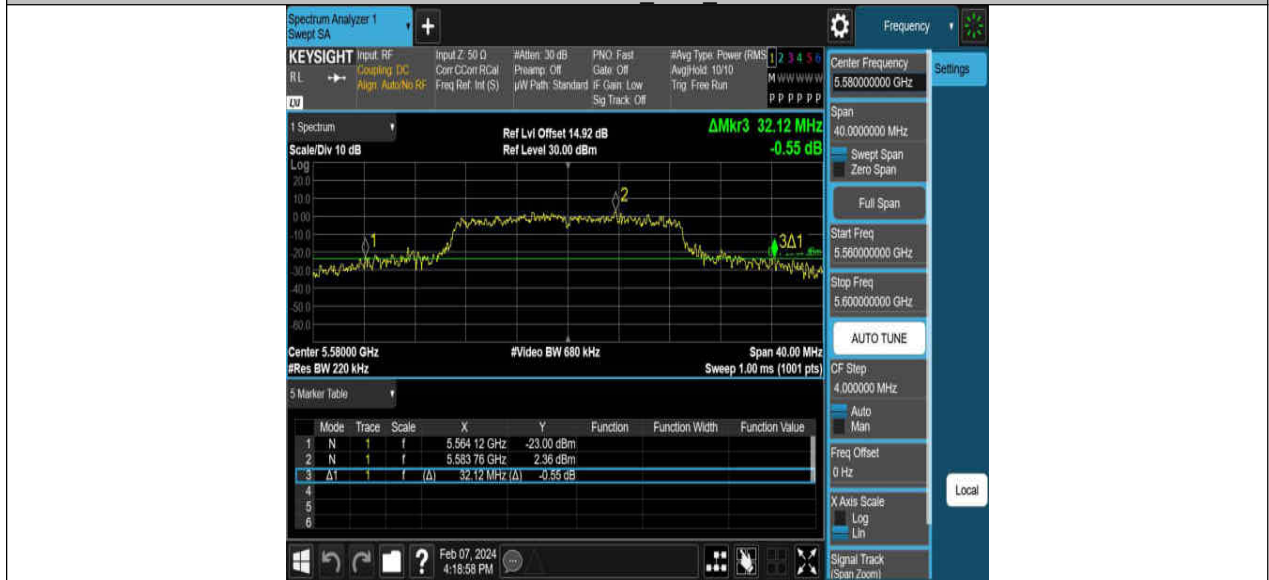 Spectrum Analyzer 1
Swept SA
+
Frequency
KEYSIGHT
RL
Input: RF
Coupling: DC
Align: Auto/No RF
Input Z: 50 Ω
Corr CCorr RCal
Freq Ref: Int (S)
#Atten: 30 dB
Preamp: Off
µW Path: Standard
PNO: Fast
Gate: Off
IF Gain: Low
Sig Track: Off
#Avg Type: Power (RMS
Avg|Hold: 10/10
Trig: Free Run
1 2 3 4 5 6
M W W W W W
P P P P P P
1 Spectrum
Scale/Div 10 dB
Ref Lvl Offset 14.92 dB
Ref Level 30.00 dBm
ΔMkr3 32.12 MHz
-0.55 dB
Log
20.0
10.0
0.00
-10.0
-20.0
-30.0
-40.0
-50.0
-60.0
1
2
3Δ1
Center 5.58000 GHz
#Res BW 220 kHz
#Video BW 680 kHz
Span 40.00 MHz
Sweep 1.00 ms (1001 pts)
5 Marker Table
Mode Trace Scale X Y Function Function Width Function Value
1 N 1 f 5.564 12 GHz -23.00 dBm
2 N 1 f 5.583 76 GHz 2.36 dBm
3 Δ1 1 f (Δ) 32.12 MHz (Δ) -0.55 dB
4
5
6
?
Feb 07, 2024
4:18:58 PM
Center Frequency
5.580000000 GHz
Span
40.0000000 MHz
Swept Span
Zero Span
Full Span
Start Freq
5.560000000 GHz
Stop Freq
5.600000000 GHz
AUTO TUNE
CF Step
4.000000 MHz
Auto
Man
Freq Offset
0 Hz
X Axis Scale
Log
Lin
Signal Track
(Span Zoom)
Settings
Local